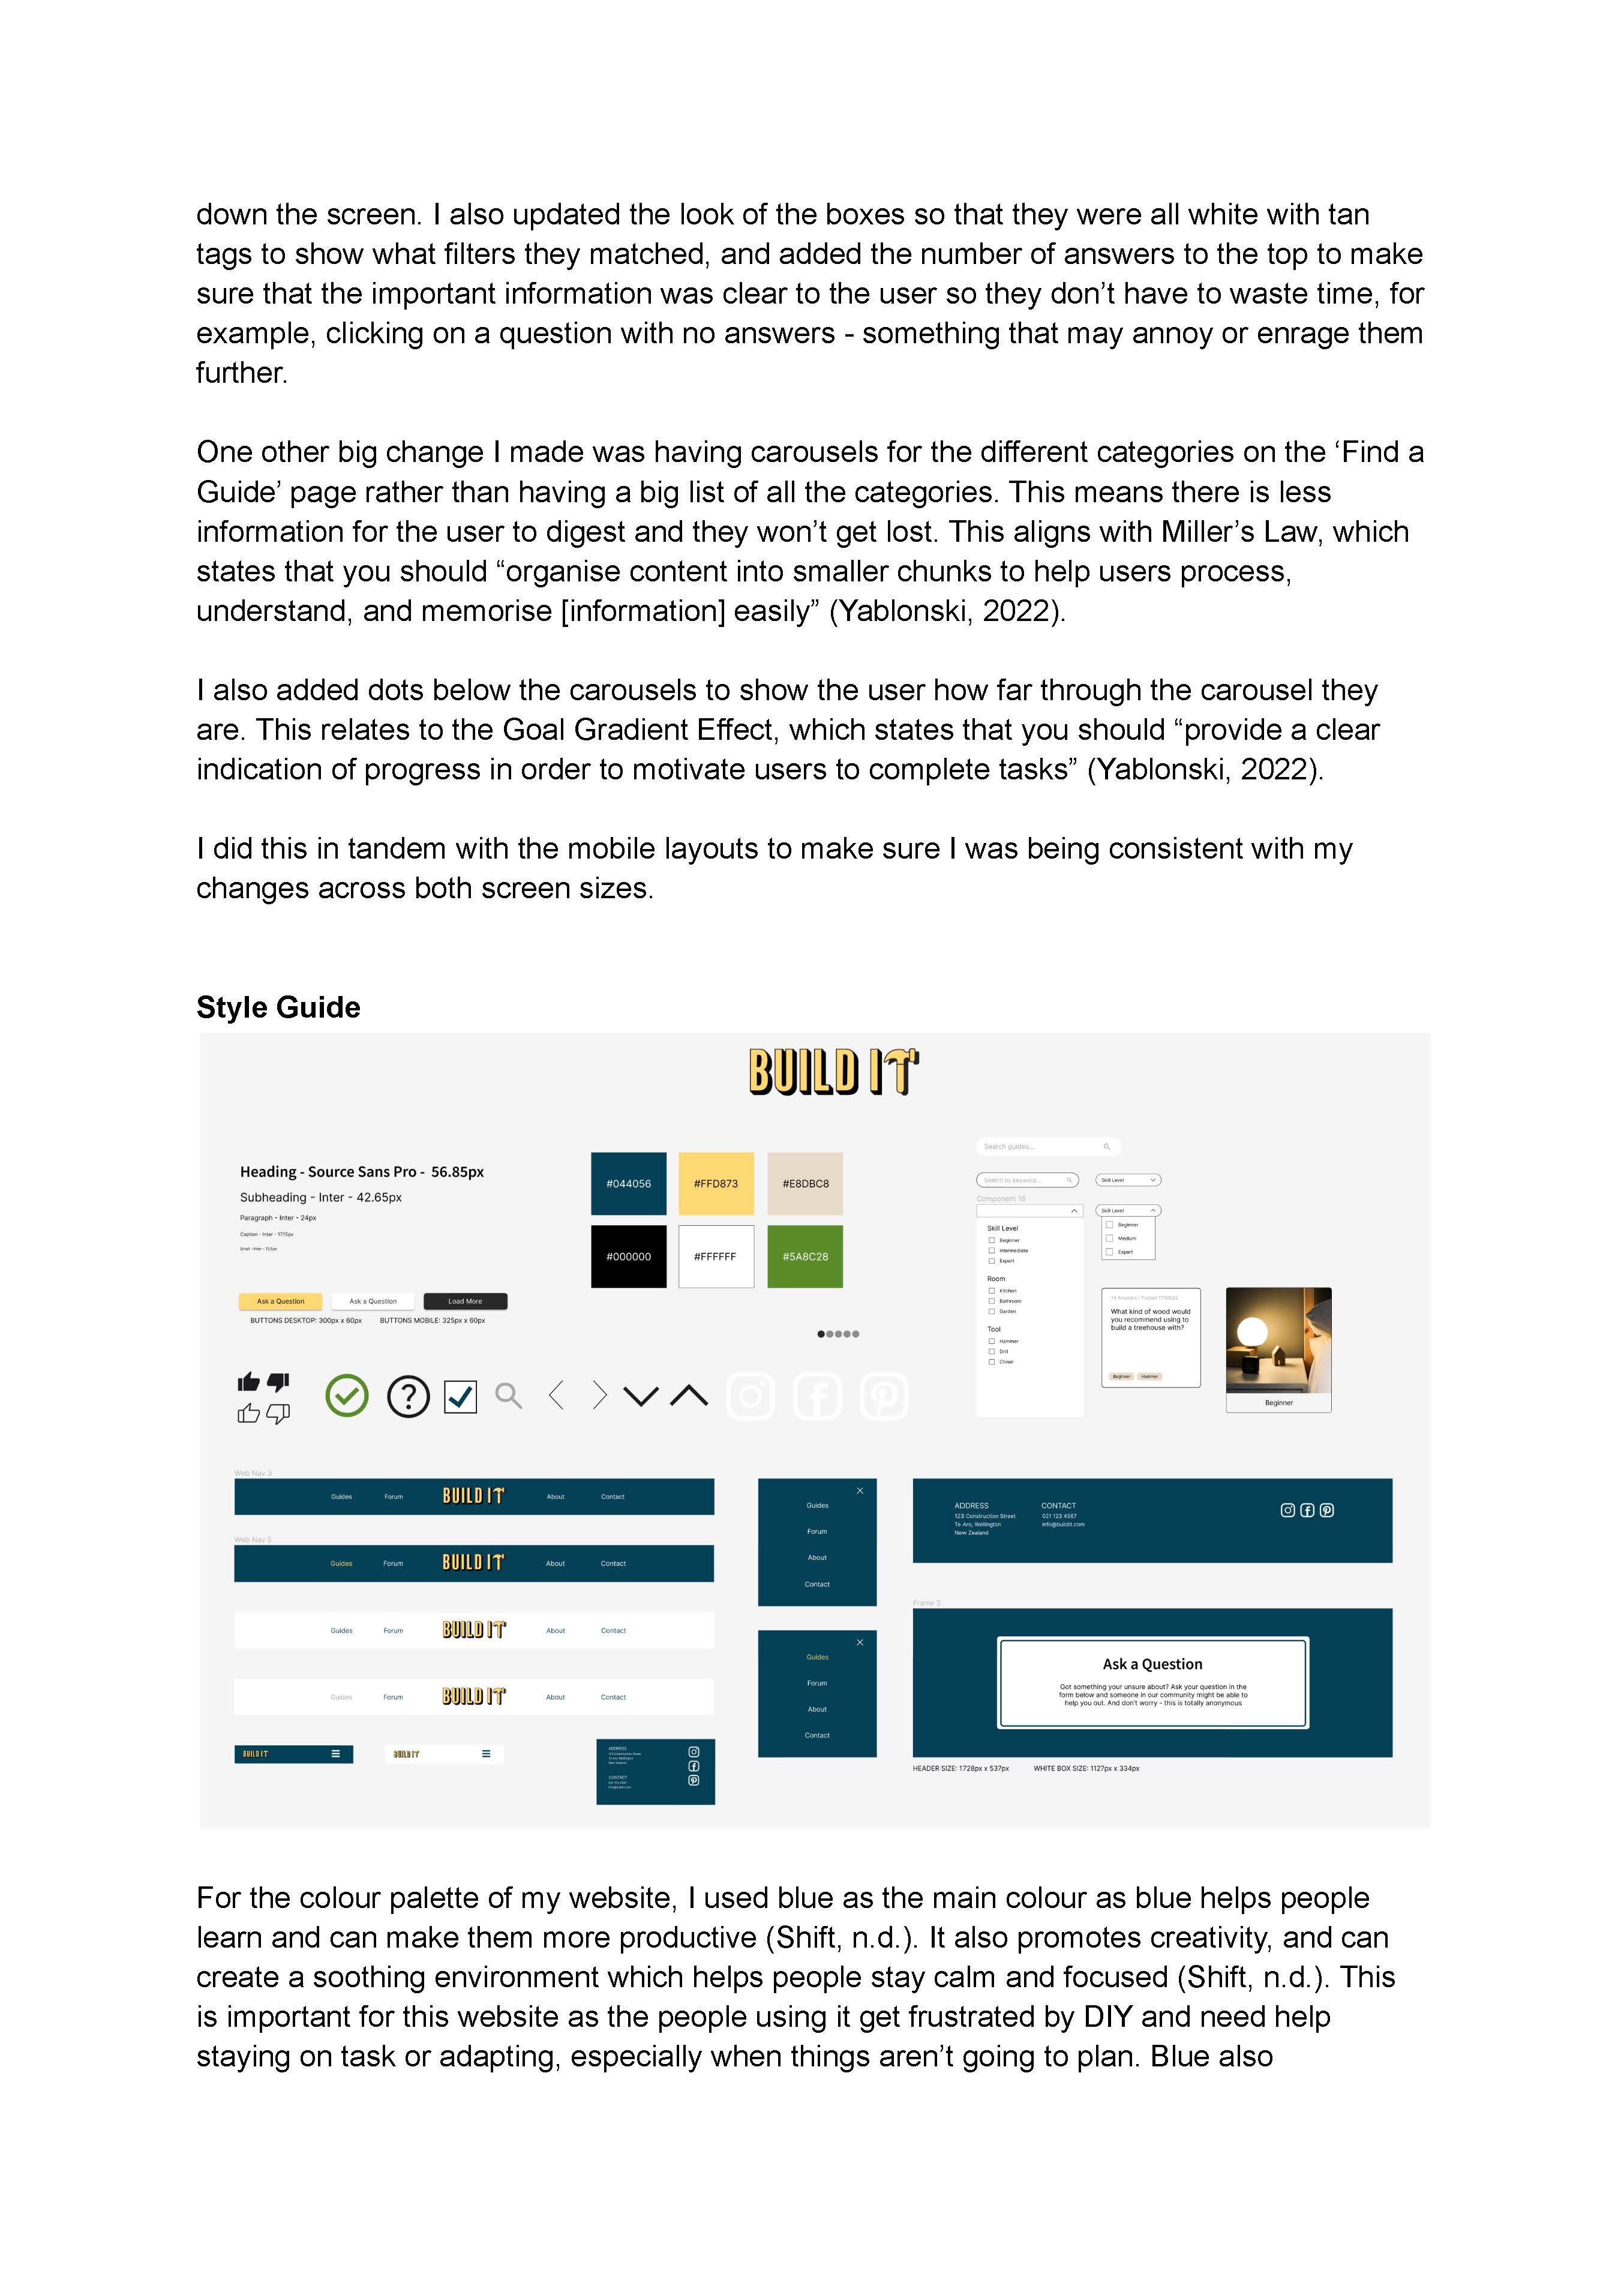 down the screen. I also updated the look of the boxes so that they were all white with tan
tags to show what filters they matched, and added the number of answers to the top to make
sure that the important information was clear to the user so they don’t have to waste time, for
example, clicking on a question with no answers - something that may annoy or enrage them
further.
One other big change I made was having carousels for the different categories on the ‘Find a
Guide’ page rather than having a big list of all the categories. This means there is less
information for the user to digest and they won’t get lost. This aligns with Miller’s Law, which
states that you should “organise content into smaller chunks to help users process,
understand, and memorise [information] easily” (Yablonski, 2022).
I also added dots below the carousels to show the user how far through the carousel they
are. This relates to the Goal Gradient Effect, which states that you should “provide a clear
indication of progress in order to motivate users to complete tasks” (Yablonski, 2022).
I did this in tandem with the mobile layouts to make sure I was being consistent with my
changes across both screen sizes.
Style Guide
BUILD IT
Heading - Source Sans Pro - 56.85px
Subheading - Inter - 42.65px
Paragraph - Inter - 24px
Caption - Inter -
Small - Inter -
Ask a Question
Ask a Question
Load More
BUTTONS DESKTOP: 300px x 60px
BUTTONS MOBILE: 325px x 60px
#044056
#FFD873
#E8DBC8
#000000
#FFFFFF
#5A8C28
Search guides...
Search by keyword...
Skill Level
Component 16
Skill Level
Beginner
Intermediate
Expert
Room
Kitchen
Bathroom
Garden
Tool
Hammer
Drill
Chisel
Skill Level
Beginner
Medium
Expert
10 Answers / Posted 17/08/22
What kind of wood would
you recommend using to
build a treehouse with?
Beginner
Hammer
Beginner
Web Nav 3
Guides
Forum
BUILD IT
About
Contact
Web Nav 5
Guides
Forum
BUILD IT
About
Contact
Guides
Forum
BUILD IT
About
Contact
Guides
Forum
BUILD IT
About
Contact
BUILD IT
BUILD IT
ADDRESS
CONTACT
Guides
Forum
About
Contact
Guides
Forum
About
Contact
ADDRESS
123 Construction Street
Te Aro, Wellington
New Zealand
CONTACT
021 123 4567
info@buildit.com
Frame 2
Ask a Question
Got something your unsure about? Ask your question in the
form below and someone in our community might be able to
help you out. And don't worry - this is totally anonymous
HEADER SIZE: 1728px x 537px
WHITE BOX SIZE: 1127px x 334px
For the colour palette of my website, I used blue as the main colour as blue helps people
learn and can make them more productive (Shift, n.d.). It also promotes creativity, and can
create a soothing environment which helps people stay calm and focused (Shift, n.d.). This
is important for this website as the people using it get frustrated by DIY and need help
staying on task or adapting, especially when things aren’t going to plan. Blue also